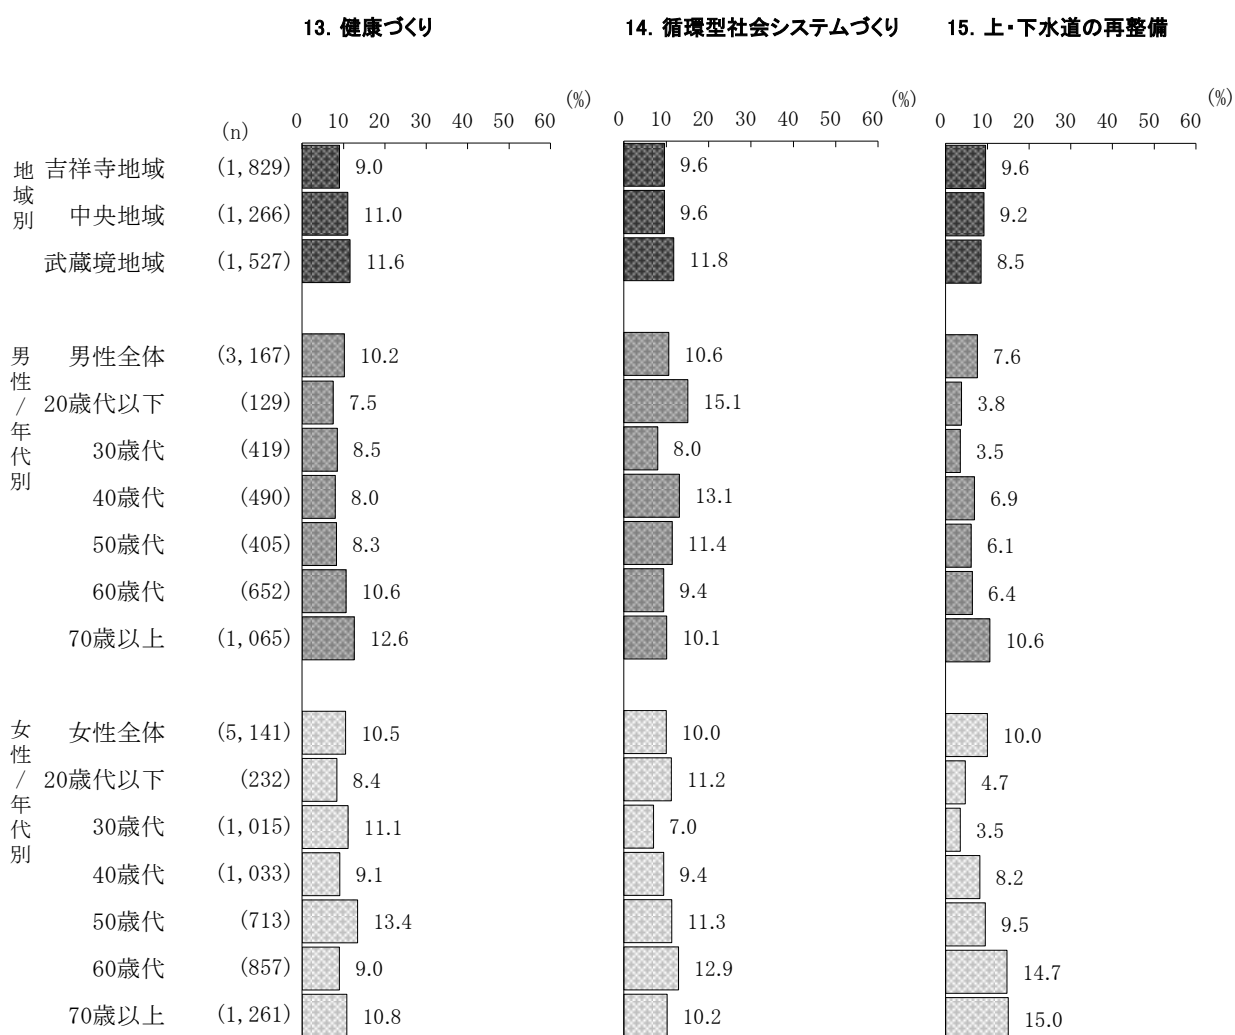 13. 健康づくり 14. 循環型社会システムづくり 15. 上・下水道の再整備
(%) (%) (%)
(n) 0 10 20 30 40 50 60 0 10 20 30 40 50 60 0 10 20 30 40 50 60
地域別
吉祥寺地域 (1,829) 9.0 9.6 9.6
中央地域 (1,266) 11.0 9.6 9.2
武蔵境地域 (1,527) 11.6 11.8 8.5
男性/年代別
男性全体 (3,167) 10.2 10.6 7.6
20歳代以下 (129) 7.5 15.1 3.8
30歳代 (419) 8.5 8.0 3.5
40歳代 (490) 8.0 13.1 6.9
50歳代 (405) 8.3 11.4 6.1
60歳代 (652) 10.6 9.4 6.4
70歳以上 (1,065) 12.6 10.1 10.6
女性/年代別
女性全体 (5,141) 10.5 10.0 10.0
20歳代以下 (232) 8.4 11.2 4.7
30歳代 (1,015) 11.1 7.0 3.5
40歳代 (1,033) 9.1 9.4 8.2
50歳代 (713) 13.4 11.3 9.5
60歳代 (857) 9.0 12.9 14.7
70歳以上 (1,261) 10.8 10.2 15.0